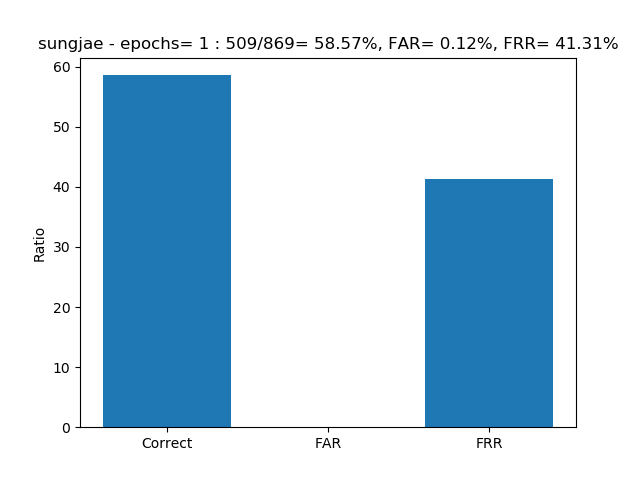 sungjae - epochs= 1 : 509/869= 58.57%, FAR= 0.12%, FRR= 41.31%
60
50
40
30
20
10
0
Ratio
Correct
FAR
FRR